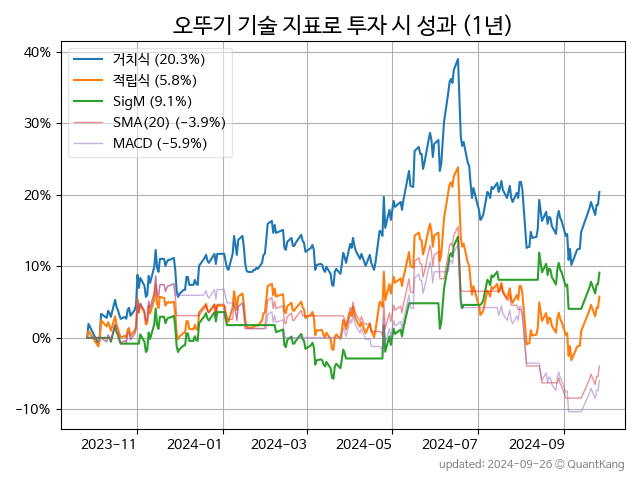 오뚜기 기술 지표로 투자 시 성과 (1년)
40%
30%
20%
10%
0%
−10%
거치식 (20.3%)
적립식 (5.8%)
SigM (9.1%)
SMA(20) (−3.9%)
MACD (−5.9%)
2023-11 2024-01 2024-03 2024-05 2024-07 2024-09
updated: 2024-09-26 © QuantKang